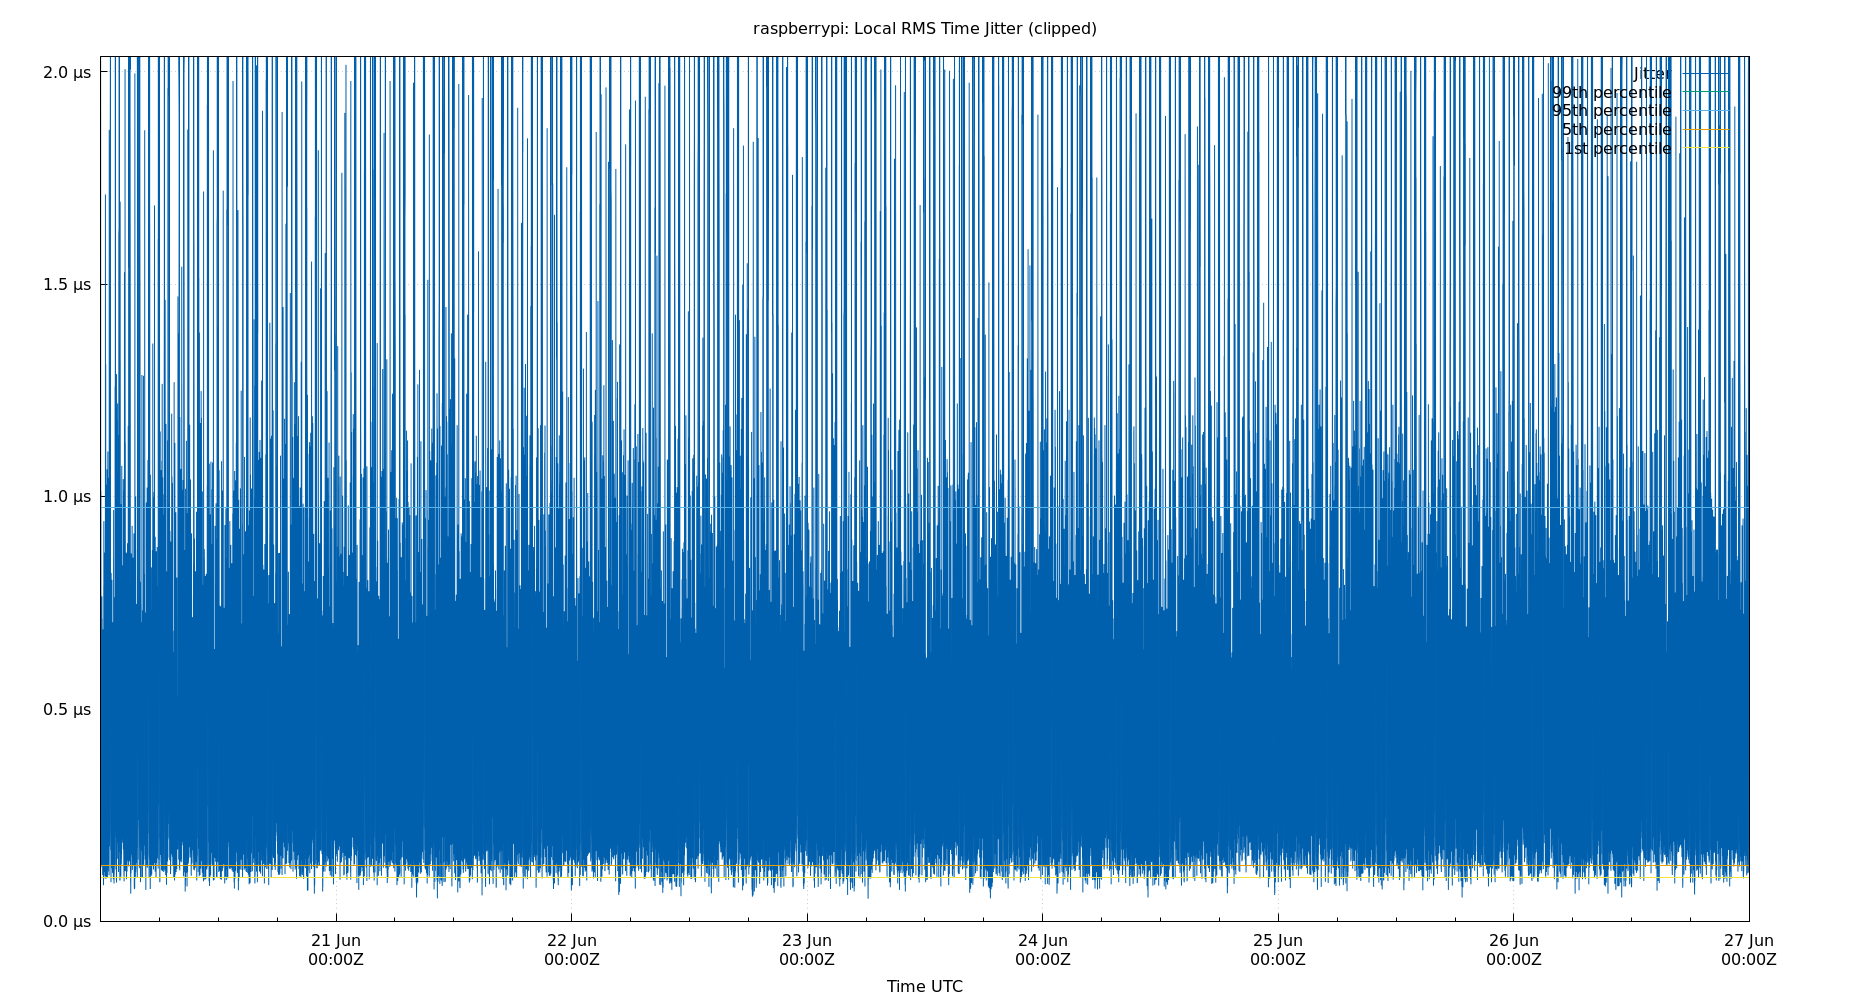 raspberrypi: Local RMS Time Jitter (clipped)
2.0 µs
Jitter
99th percentile
95th percentile
5th percentile
1st percentile
1.5 µs
1.0 µs
0.5 µs
0.0 µs
21 Jun 22 Jun 23 Jun 24 Jun 25 Jun 26 Jun 27 Jun
00:00Z 00:00Z 00:00Z 00:00Z 00:00Z 00:00Z 00:00Z
Time UTC